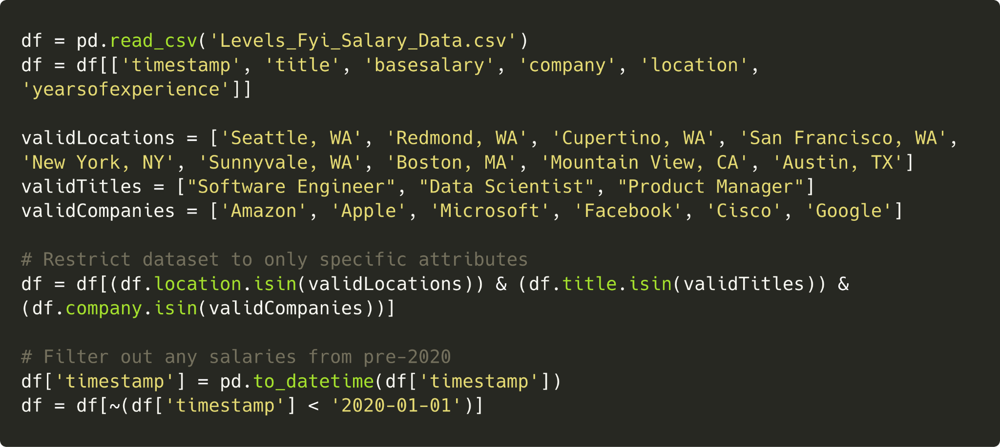 df = pd.read_csv('Levels_Fyi_Salary_Data.csv')
df = df[['timestamp', 'title', 'basesalary', 'company', 'location',
'yearsofexperience']]
validLocations = ['Seattle, WA', 'Redmond, WA', 'Cupertino, WA', 'San Francisco, WA',
'New York, NY', 'Sunnyvale, WA', 'Boston, MA', 'Mountain View, CA', 'Austin, TX']
validTitles = ["Software Engineer", "Data Scientist", "Product Manager"]
validCompanies = ['Amazon', 'Apple', 'Microsoft', 'Facebook', 'Cisco', 'Google']
# Restrict dataset to only specific attributes
df = df[(df.location.isin(validLocations)) & (df.title.isin(validTitles)) &
(df.company.isin(validCompanies))]
# Filter out any salaries from pre-2020
df['timestamp'] = pd.to_datetime(df['timestamp'])
df = df[~(df['timestamp'] < '2020-01-01')]